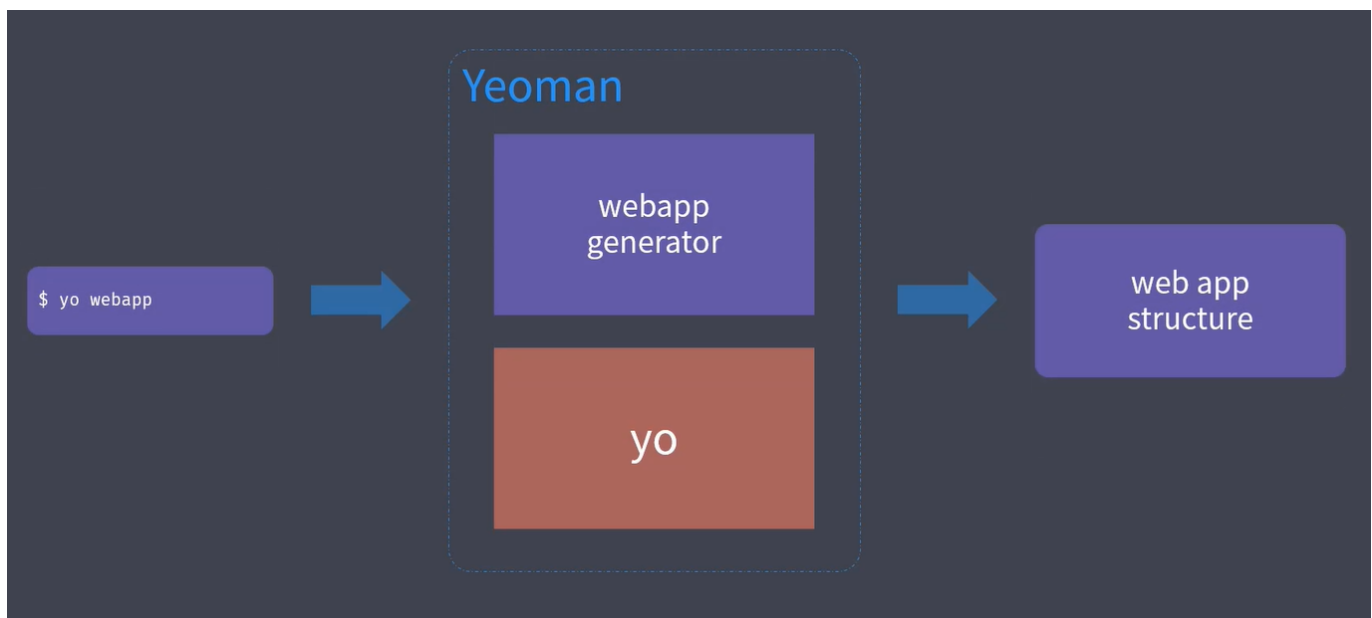 Yeoman
webapp
generator
$ yo webapp
web app
structure
yo